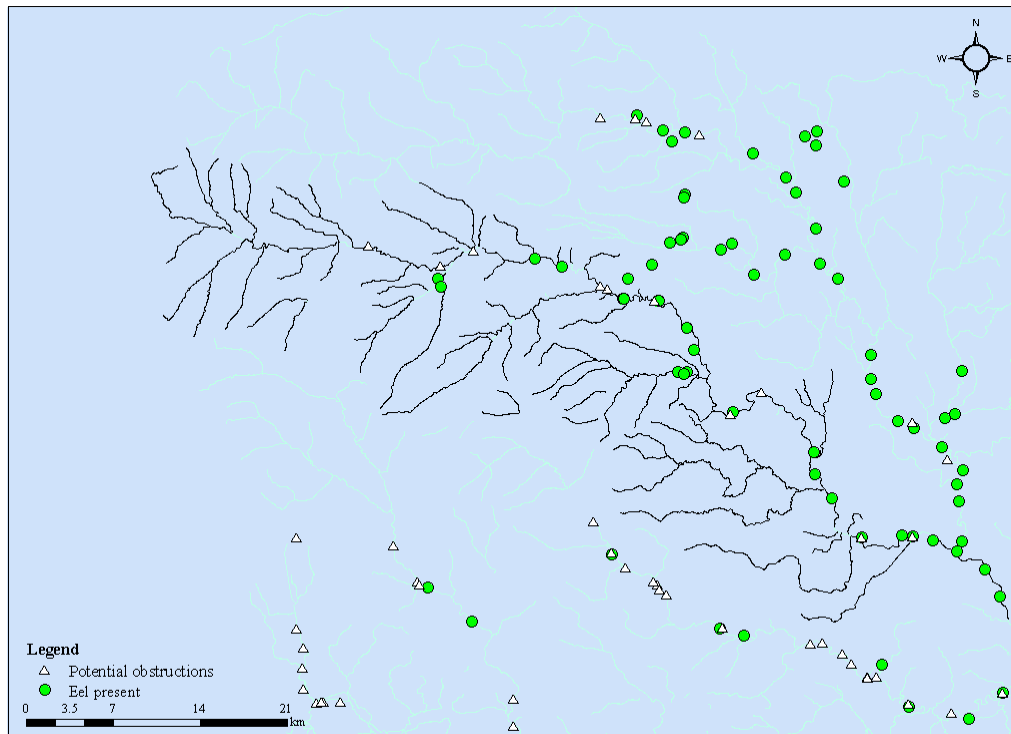 N
W E
S
Legend
Potential obstructions
Eel present
0 3.5 7 14 21
km